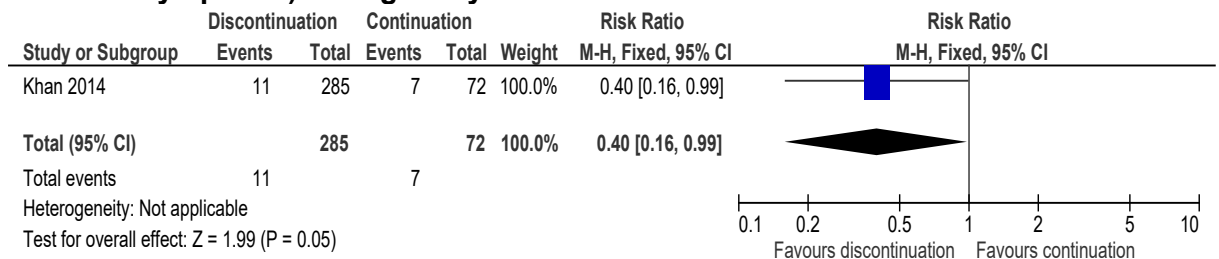 Discontinuation Continuation Risk Ratio Risk Ratio
Study or Subgroup Events Total Events Total Weight M-H, Fixed, 95% CI M-H, Fixed, 95% CI
Khan 2014 11 285 7 72 100.0% 0.40 [0.16, 0.99]
Total (95% CI) 285 72 100.0% 0.40 [0.16, 0.99]
Total events 11 7
Heterogeneity: Not applicable
Test for overall effect: Z = 1.99 (P = 0.05)
0.1 0.2 0.5 1 2 5 10
Favours discontinuation Favours continuation